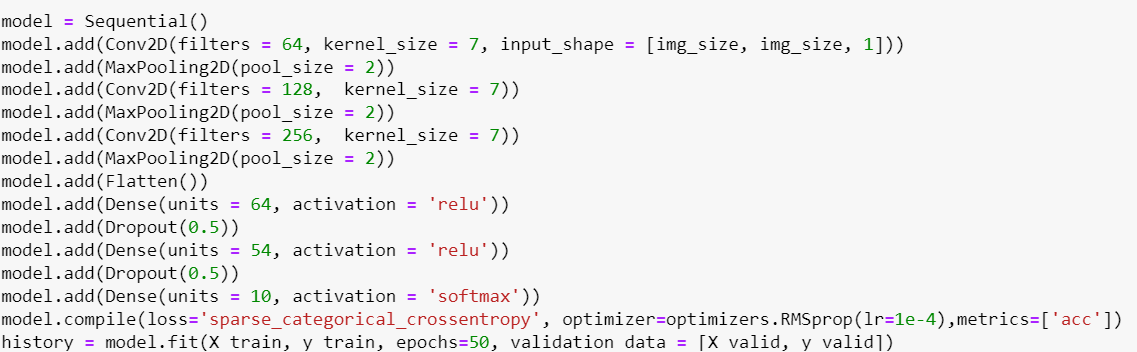 model = Sequential()
model.add(Conv2D(filters = 64, kernel_size = 7, input_shape = [img_size, img_size, 1]))
model.add(MaxPooling2D(pool_size = 2))
model.add(Conv2D(filters = 128,  kernel_size = 7))
model.add(MaxPooling2D(pool_size = 2))
model.add(Conv2D(filters = 256,  kernel_size = 7))
model.add(MaxPooling2D(pool_size = 2))
model.add(Flatten())
model.add(Dense(units = 64, activation = 'relu'))
model.add(Dropout(0.5))
model.add(Dense(units = 54, activation = 'relu'))
model.add(Dropout(0.5))
model.add(Dense(units = 10, activation = 'softmax'))
model.compile(loss='sparse_categorical_crossentropy', optimizer=optimizers.RMSprop(lr=1e-4),metrics=['acc'])
history = model.fit(X_train, y_train, epochs=50, validation_data = [X_valid, y_valid])